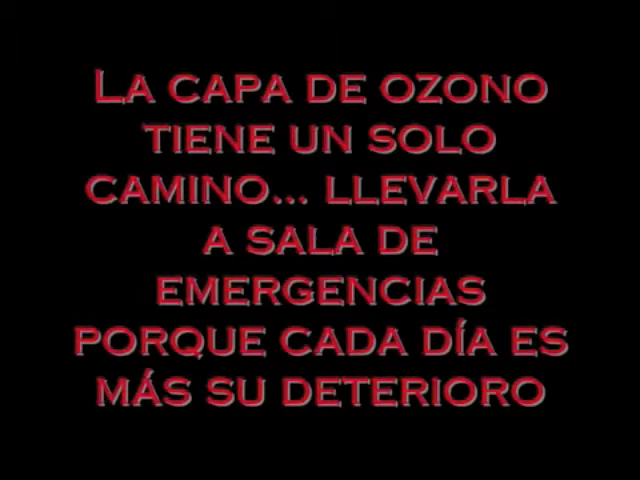 La capa de ozono
tiene un solo
camino... llevarla
a sala de
emergencias
porque cada día es
más su deterioro